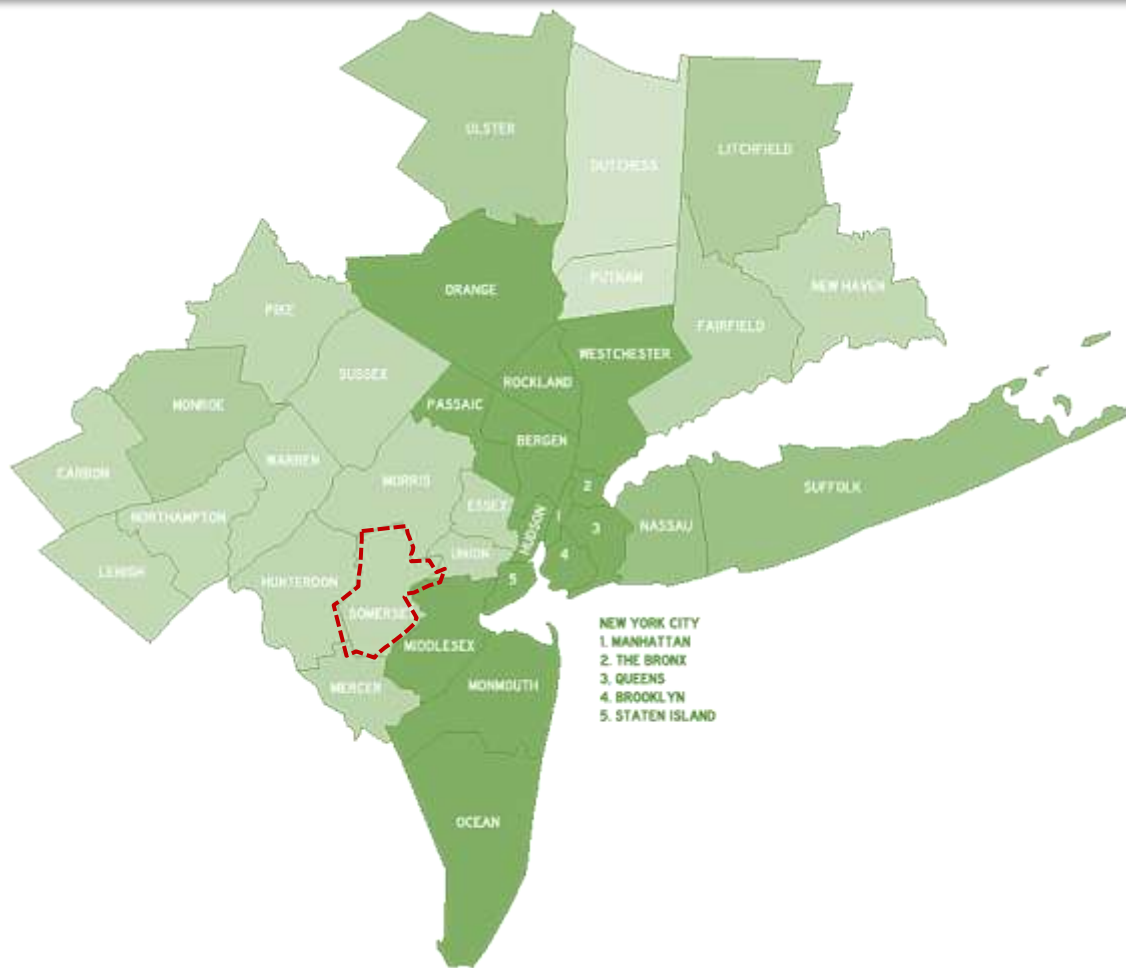 ULSTER
DUTCHESS
LITCHFIELD
ORANGE
PUTNAM
NEW HAVEN
PIKE
FAIRFIELD
WESTCHESTER
SUSSEX
ROCKLAND
MONROE
PASSAIC
BERGEN
WARREN
CARBON
MORRIS
2
SUFFOLK
ESSEX
NORTHAMPTON
HUDSON
1
3
NASSAU
UNION
4
LEHIGH
HUNTERDON
5
SOMERSE
MIDDLESEX
MERCER
MONMOUTH
NEW YORK CITY
1. MANHATTAN
2. THE BRONX
3. QUEENS
4. BROOKLYN
5. STATEN ISLAND
OCEAN